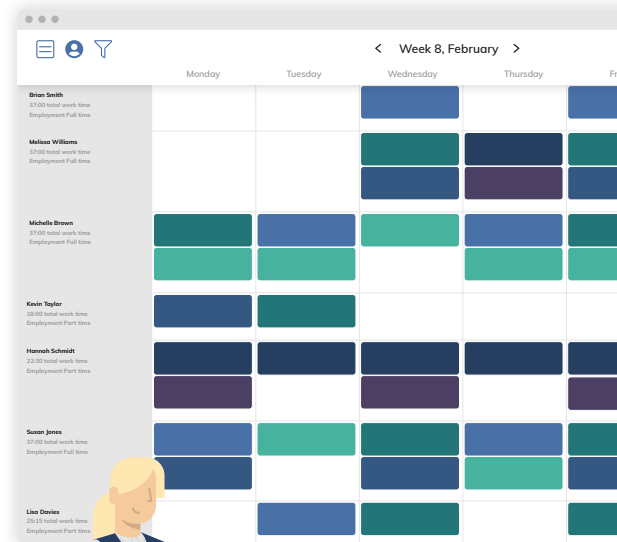 Week 8, February
Monday Tuesday Wednesday Thursday Fr
Brian Smith
37:00 total work time
Employment Full time
Melissa Williams
37:00 total work time
Employment Full time
Michelle Brown
37:00 total work time
Employment Full time
Kevin Taylor
18:00 total work time
Employment Part time
Hannah Schmidt
22:30 total work time
Employment Part time
Susan Jones
37:00 total work time
Employment Full time
Lisa Davies
25:15 total work time
Employment Part time